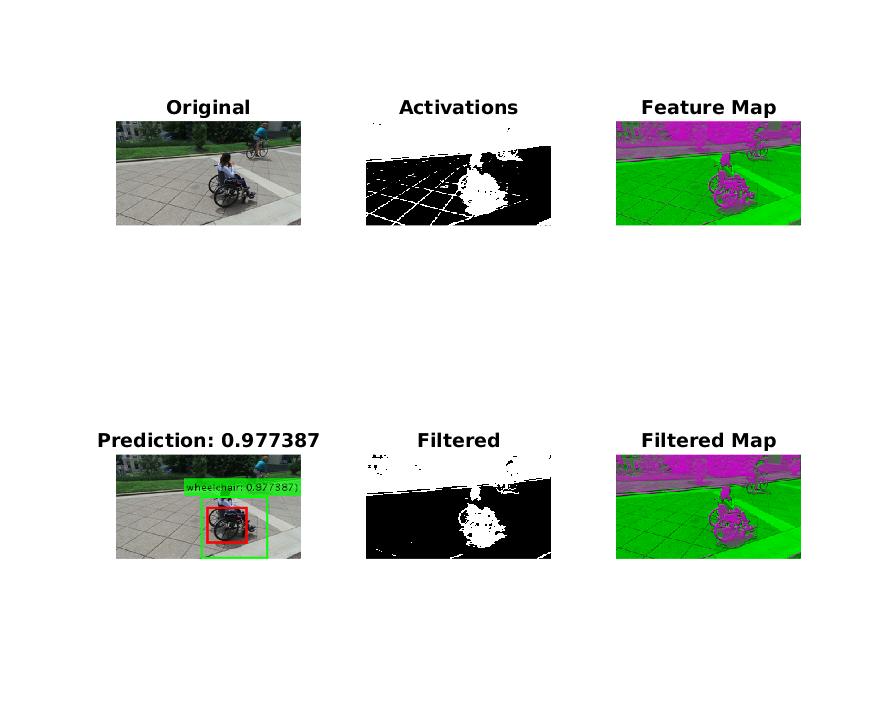 Original
Activations
Feature Map
Prediction: 0.977387
Filtered
Filtered Map
wheelchair: 0.977387)